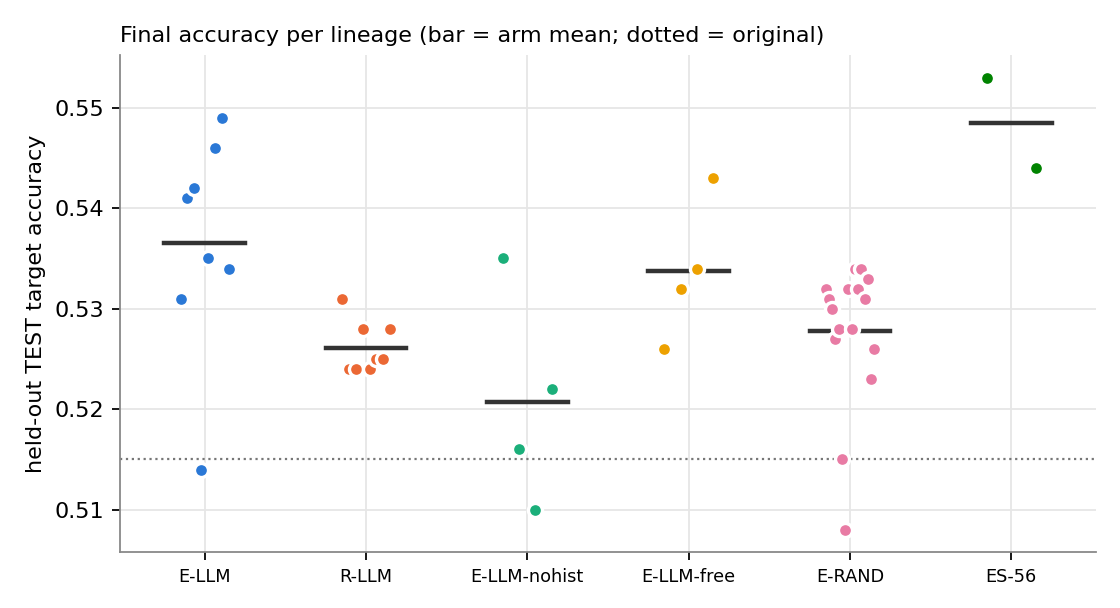 Final accuracy per lineage (bar = arm mean; dotted = original)
held-out TEST target accuracy
0.55
0.54
0.53
0.52
0.51
E-LLM
R-LLM
E-LLM-nohist
E-LLM-free
E-RAND
ES-56